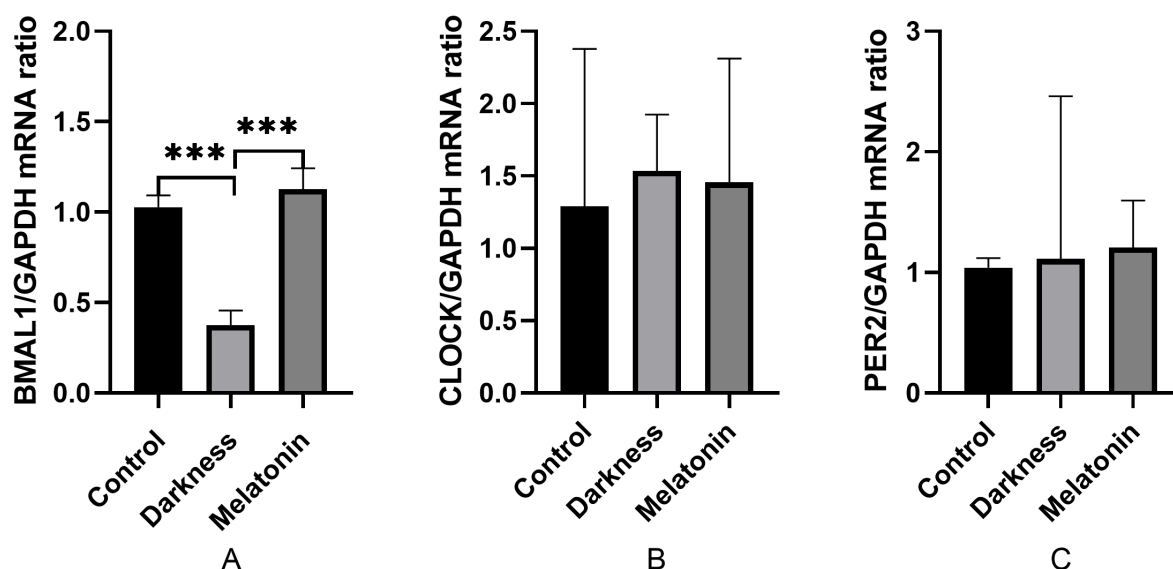 BMAL1/GAPDH mRNA ratio
2.0
1.5
1.0
0.5
0.0
***
***
Control
Darkness
Melatonin
A
CLOCK/GAPDH mRNA ratio
2.5
2.0
1.5
1.0
0.5
0.0
Control
Darkness
Melatonin
B
PER2/GAPDH mRNA ratio
3
2
1
0
Control
Darkness
Melatonin
C